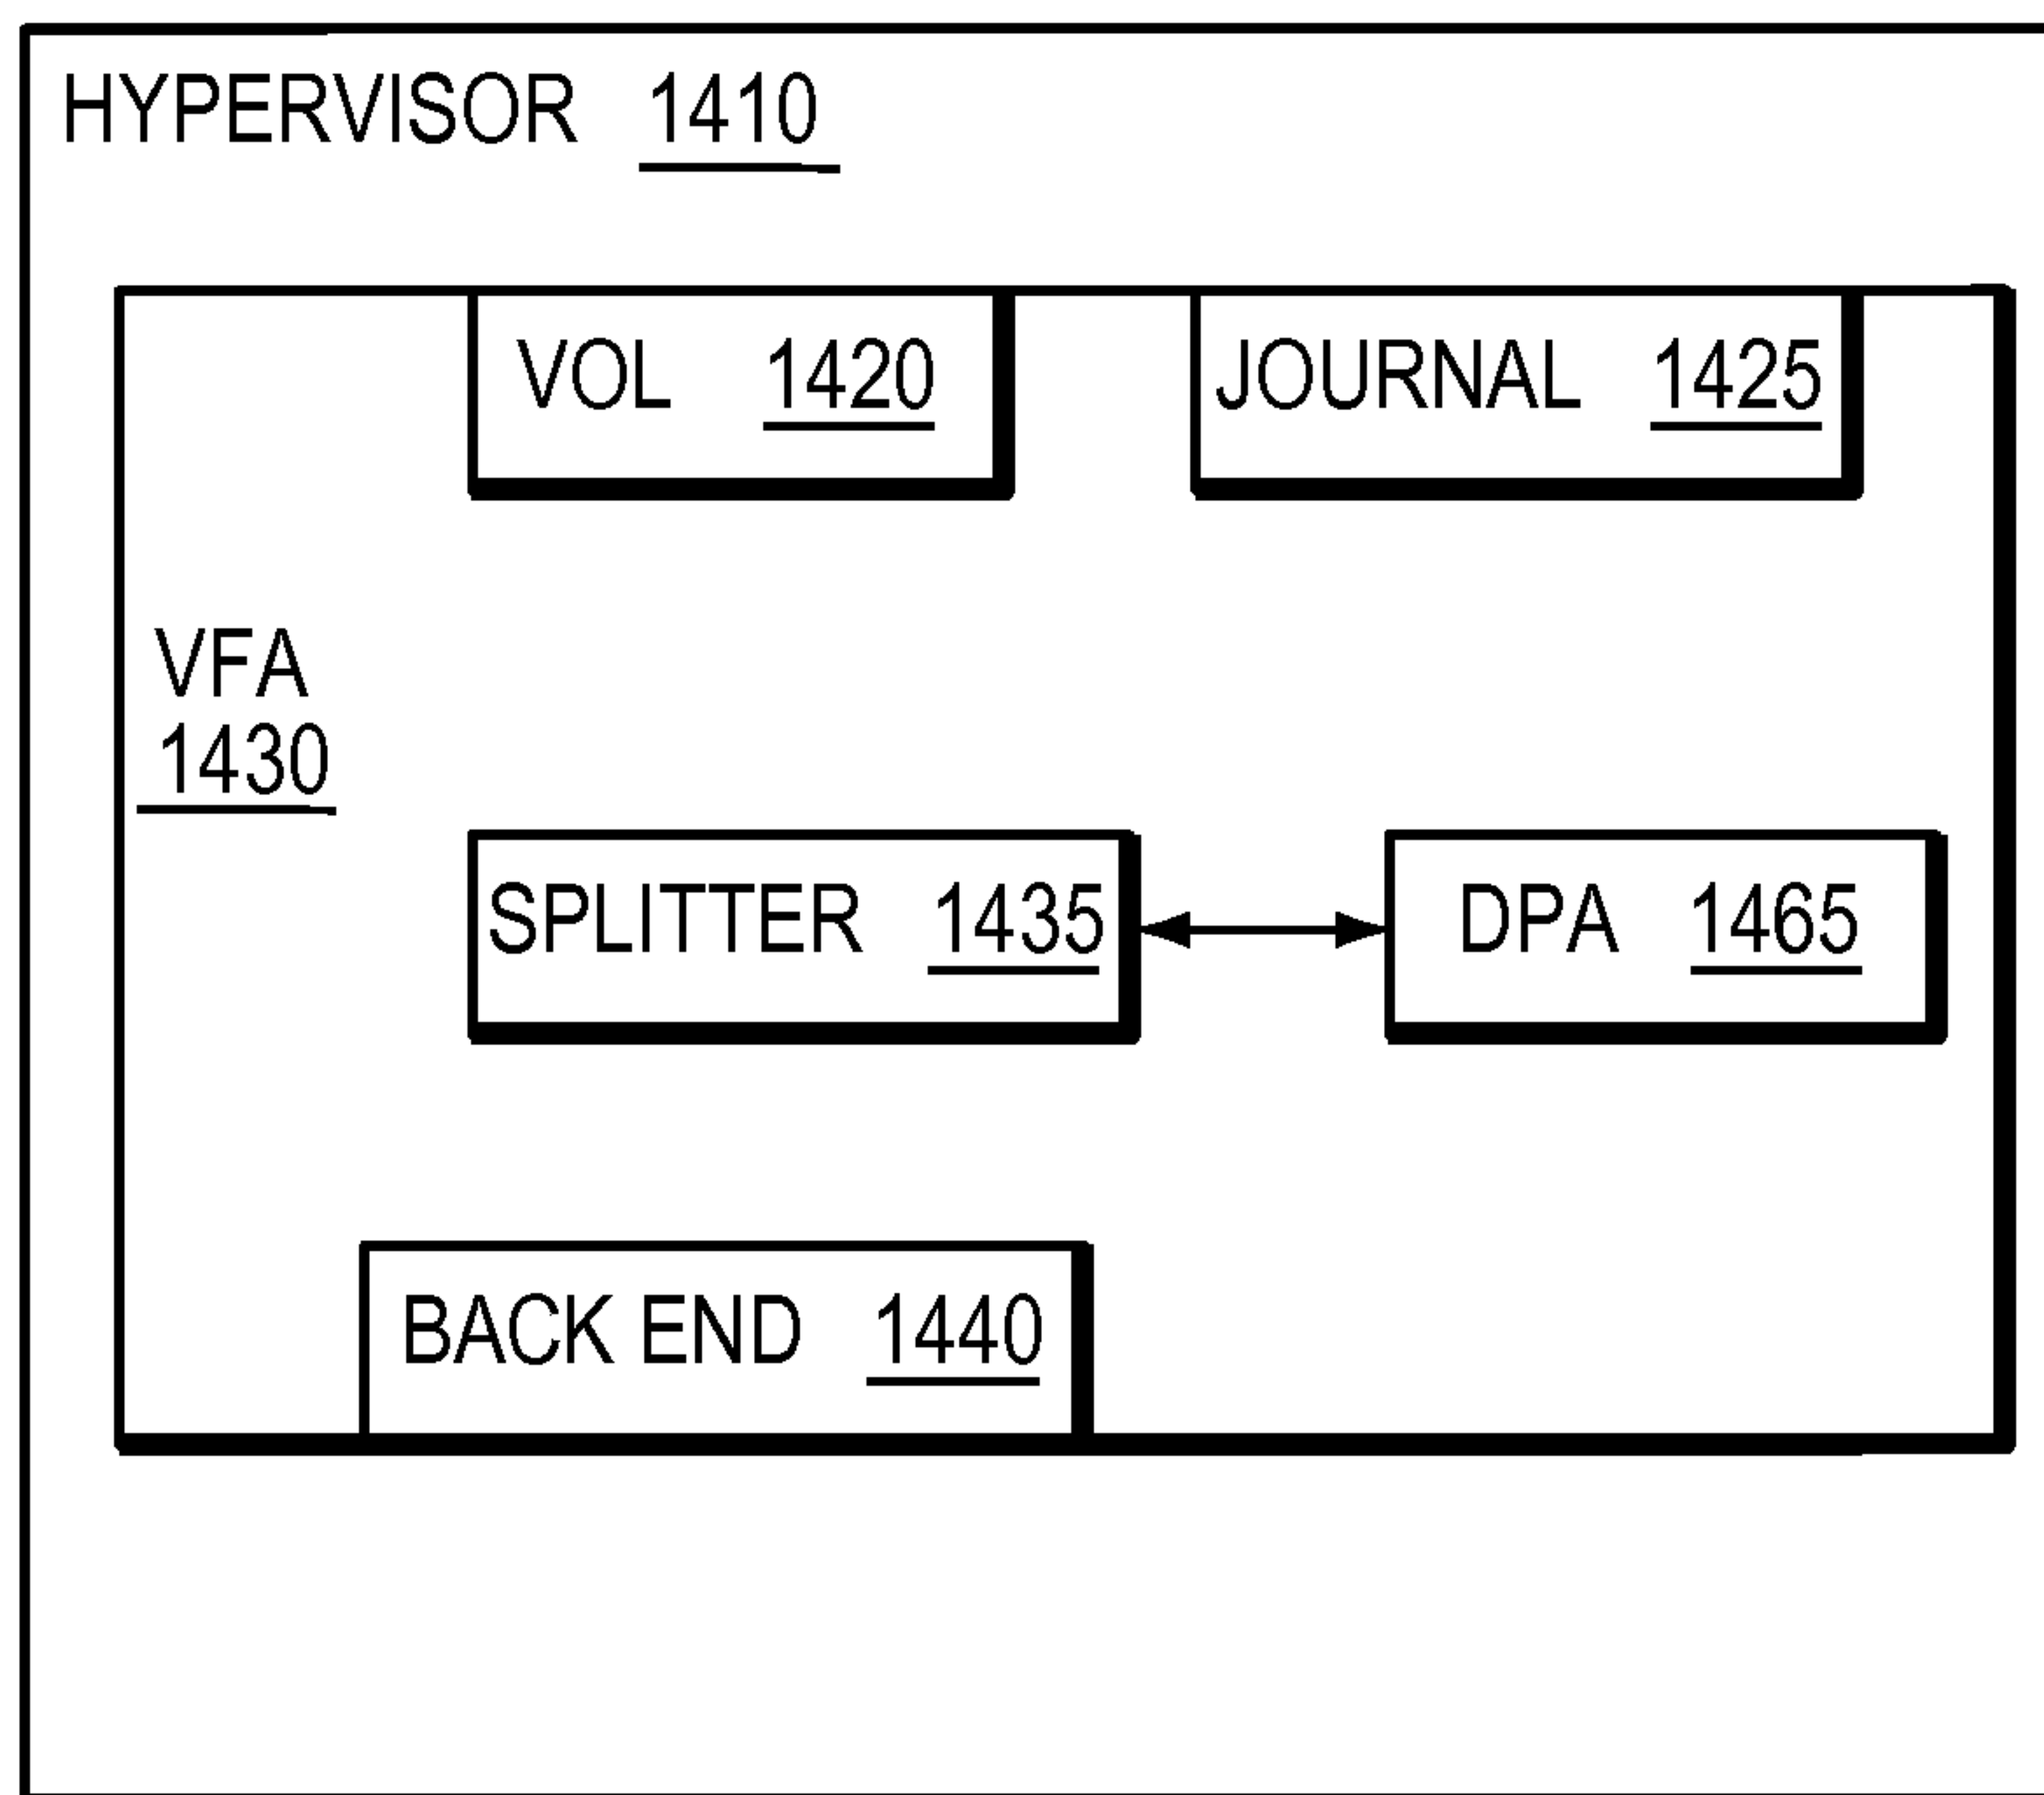 HYPERVISOR 1410
VOL 1420
JOURNAL 1425
VFA
1430
SPLITTER 1435
DPA 1465
BACK END 1440